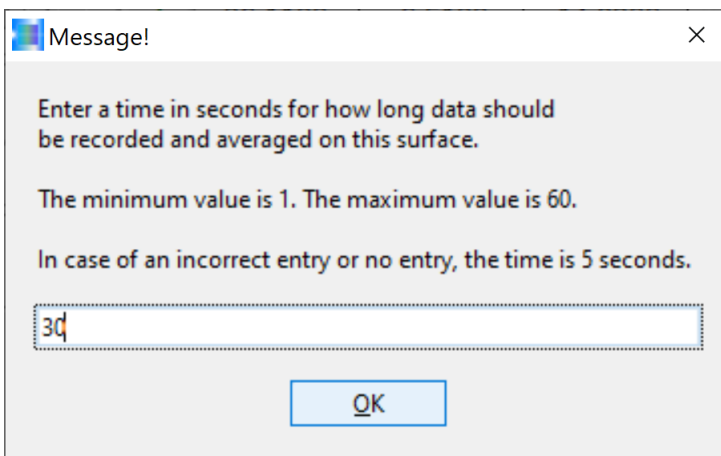 Message!
Enter a time in seconds for how long data should
be recorded and averaged on this surface.
The minimum value is 1. The maximum value is 60.
In case of an incorrect entry or no entry, the time is 5 seconds.
30
OK